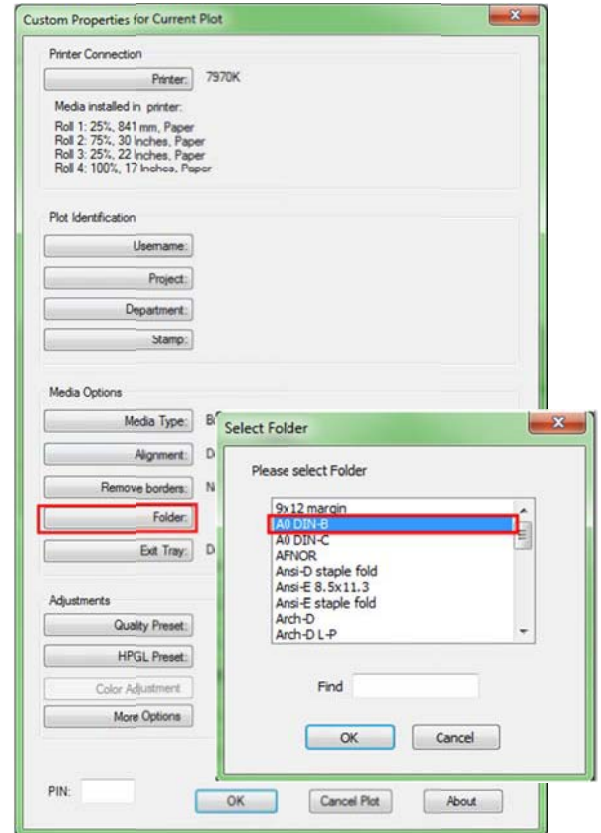 Custom Properties for Current Plot
Printer Connection
Printer: 7970K
Media installed in printer:
Roll 1: 25%, 841 mm, Paper
Roll 2: 75%, 30 Inches, Paper
Roll 3: 25%, 22 Inches, Paper
Roll 4: 100%, 17 Inches, Paper
Plot Identification
Username:
Project:
Department:
Stamp:
Media Options
Media Type:
Alignment: D
Remove borders: N
Folder:
Exit Tray: D
Adjustments
Quality Preset:
HPGL Preset:
Color Adjustment
More Options
PIN:
OK Cancel Plot About
Select Folder
Please select Folder
9x12 margin
A0 DIN-B
A0 DIN-C
AFNOR
Ansi-D staple fold
Ansi-E 8.5x11.3
Ansi-E staple fold
Arch-D
Arch-D L-P
Find
OK Cancel